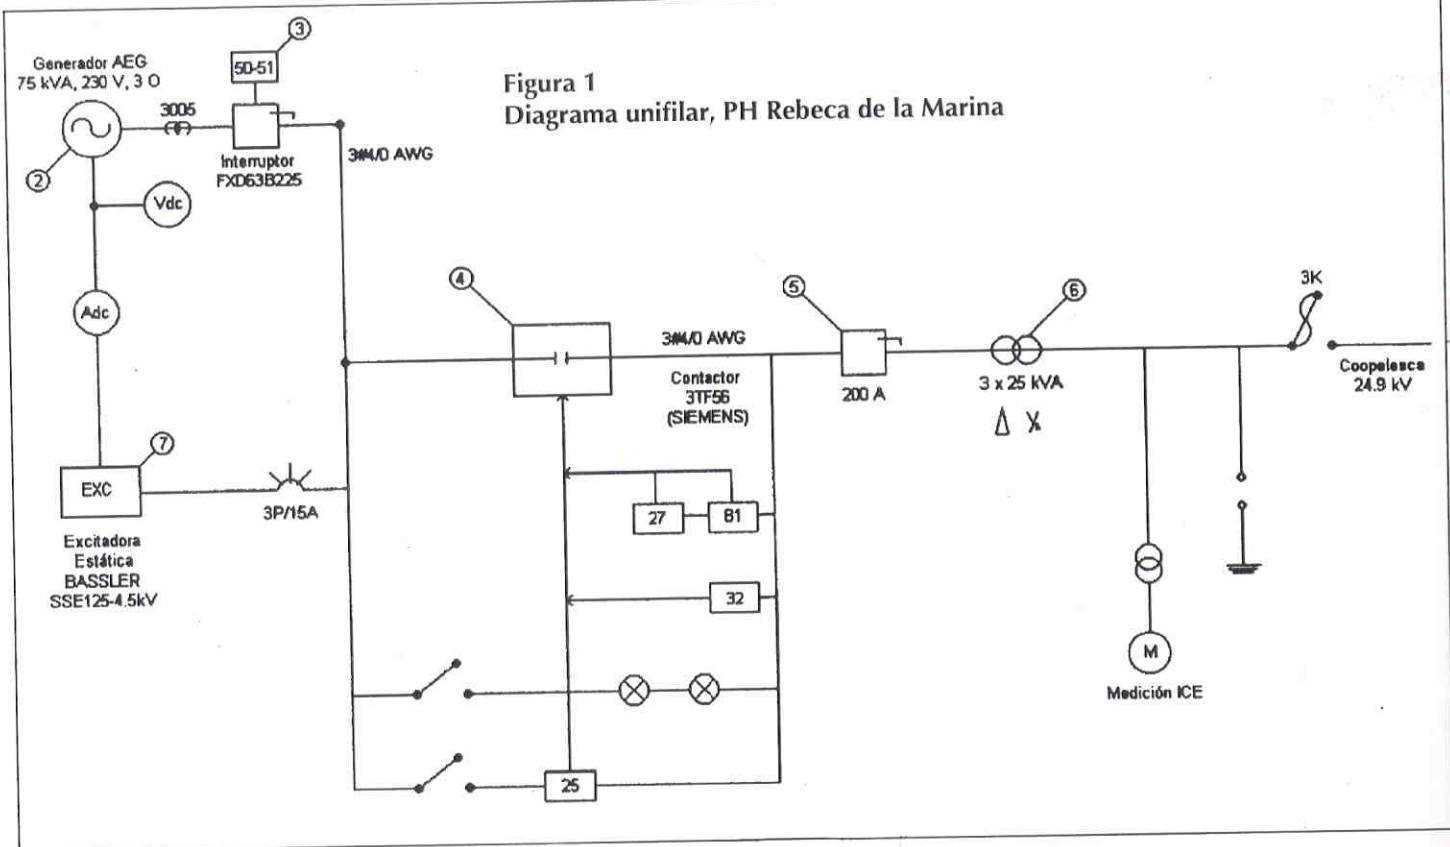 Figura 1
Diagrama unifilar, PH Rebeca de la Marina
Generador AEG
75 kVA, 230 V, 3 O
2
3005
50-51
3
Interruptor
FXD63B225
3#4/0 AWG
Vdc
Adc
7
EXC
Excitadora
Estática
BASSLER
SSE125-4.5kV
3P/15A
4
3#4/0 AWG
Contactor
3TF56
(SIEMENS)
5
200 A
6
3 x 25 kVA
3K
Coopelesca
24.9 kV
27
81
32
25
M
Medición ICE